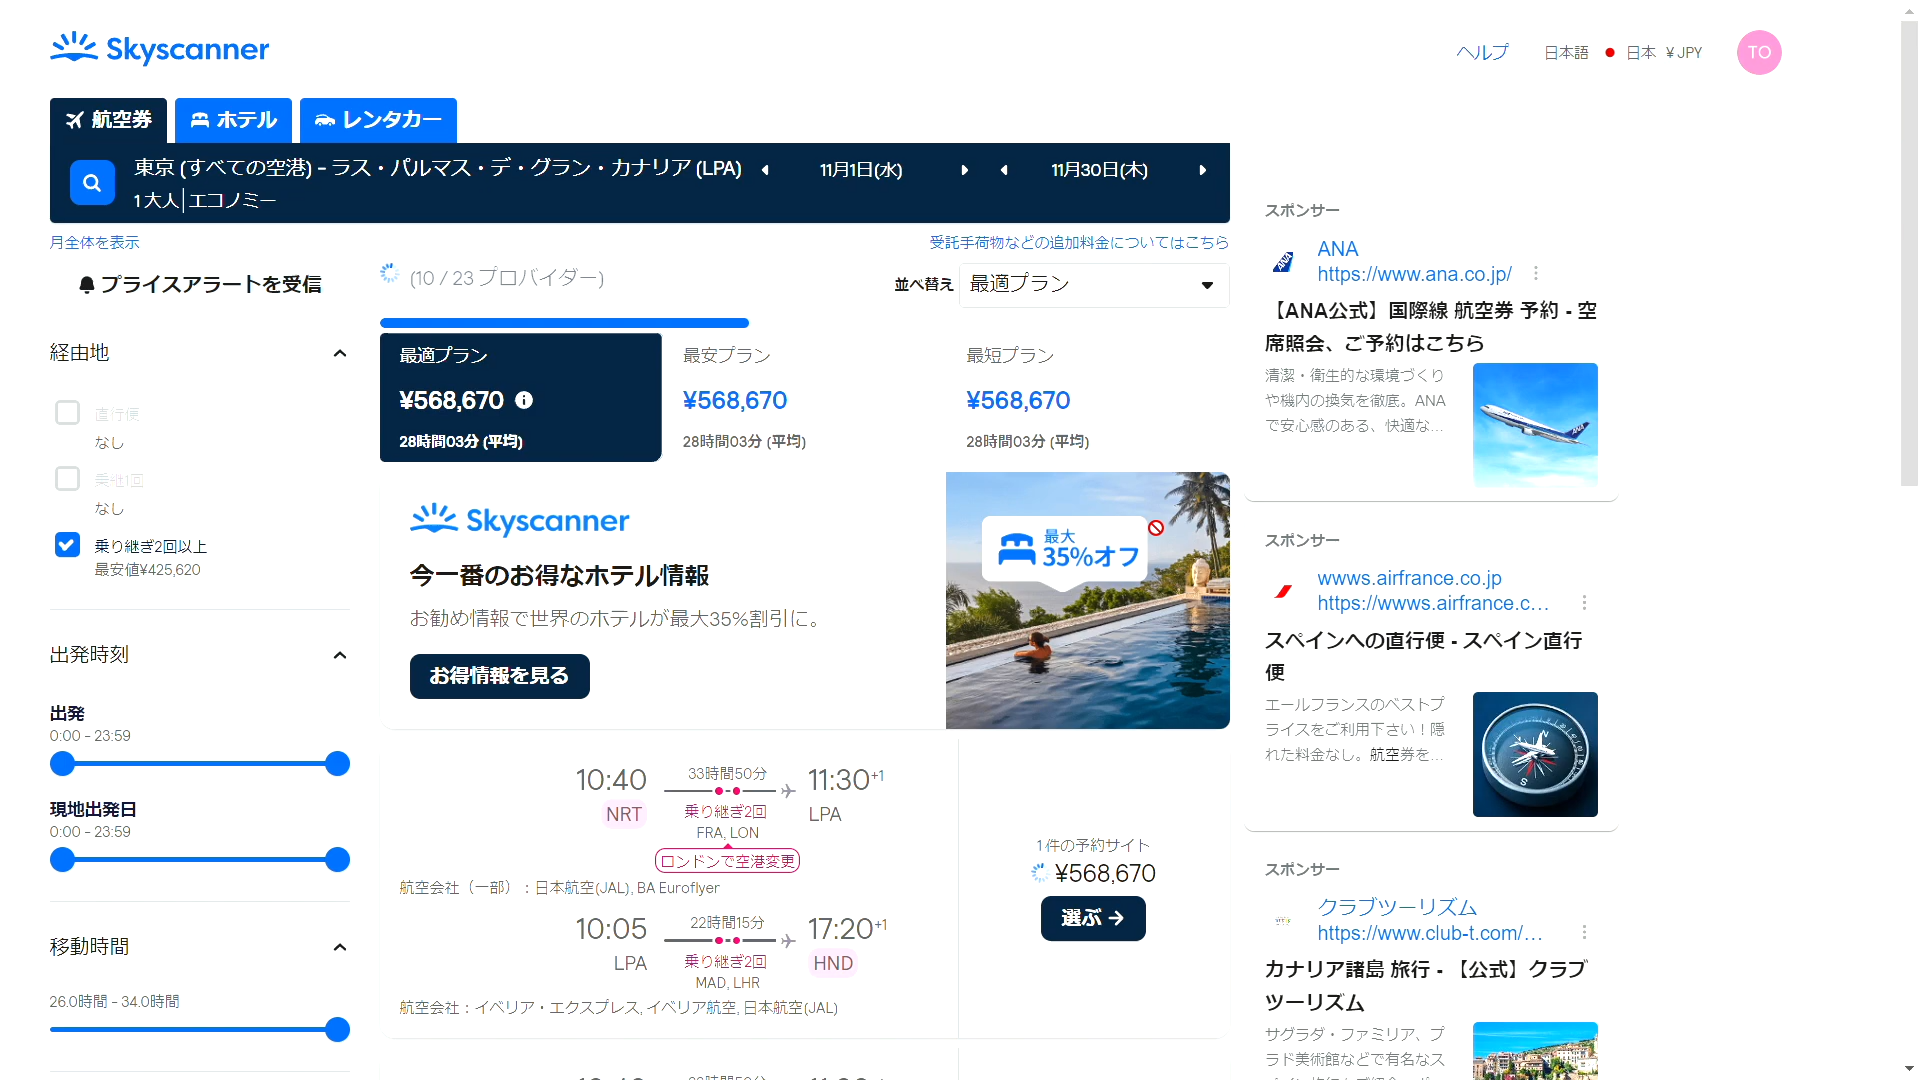 Skyscanner
ヘルプ
日本語 日本 ¥ JPY
TO
航空券
ホテル
レンタカー
東京 (すべての空港) - ラス・パルマス・デ・グラン・カナリア (LPA)
11月1日(水)
11月30日(木)
1 大人 | エコノミー
月全体を表示
受託手荷物などの追加料金についてはこちら
プライスアラートを受信
(10 / 23 プロバイダー)
並べ替え
最適プラン
経由地
直行便
なし
乗継1回
なし
乗り継ぎ2回以上
最安値¥425,620
出発時刻
出発
0:00 - 23:59
現地出発日
0:00 - 23:59
移動時間
26.0時間 - 34.0時間
最適プラン
¥568,670
28時間03分 (平均)
最安プラン
¥568,670
28時間03分 (平均)
最短プラン
¥568,670
28時間03分 (平均)
Skyscanner
今一番のお得なホテル情報
お勧め情報で世界のホテルが最大35%割引に。
お得情報を見る
最大
35%オフ
10:40
NRT
33時間50分
乗り継ぎ2回
FRA, LON
ロンドンで空港変更
11:30+1
LPA
航空会社（一部）：日本航空(JAL), BA Euroflyer
10:05
LPA
22時間15分
乗り継ぎ2回
MAD, LHR
17:20+1
HND
航空会社：イベリア・エクスプレス, イベリア航空, 日本航空(JAL)
1 件の予約サイト
¥568,670
選ぶ
スポンサー
ANA
https://www.ana.co.jp/
【ANA公式】国際線 航空券 予約 - 空
席照会、ご予約はこちら
清潔・衛生的な環境づくり
や機内の換気を徹底。ANA
で安心感のある、快適な...
スポンサー
wwws.airfrance.co.jp
https://wwws.airfrance.c...
スペインへの直行便 - スペイン直行
便
エールフランスのベストプ
ライスをご利用下さい！隠
れた料金なし。航空券を...
スポンサー
クラブツーリズム
https://www.club-t.com/...
カナリア諸島 旅行 - 【公式】クラブ
ツーリズム
サグラダ・ファミリア、プ
ラド美術館などで有名なス